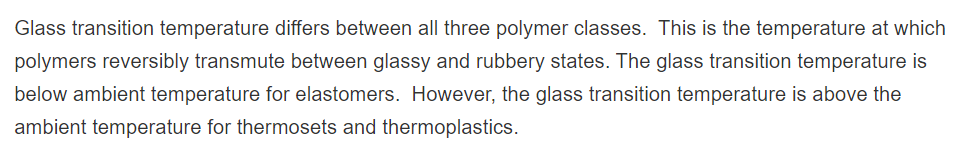 Glass transition temperature differs between all three polymer classes.  This is the temperature at which
polymers reversibly transmute between glassy and rubbery states. The glass transition temperature is
below ambient temperature for elastomers.  However, the glass transition temperature is above the
ambient temperature for thermosets and thermoplastics.